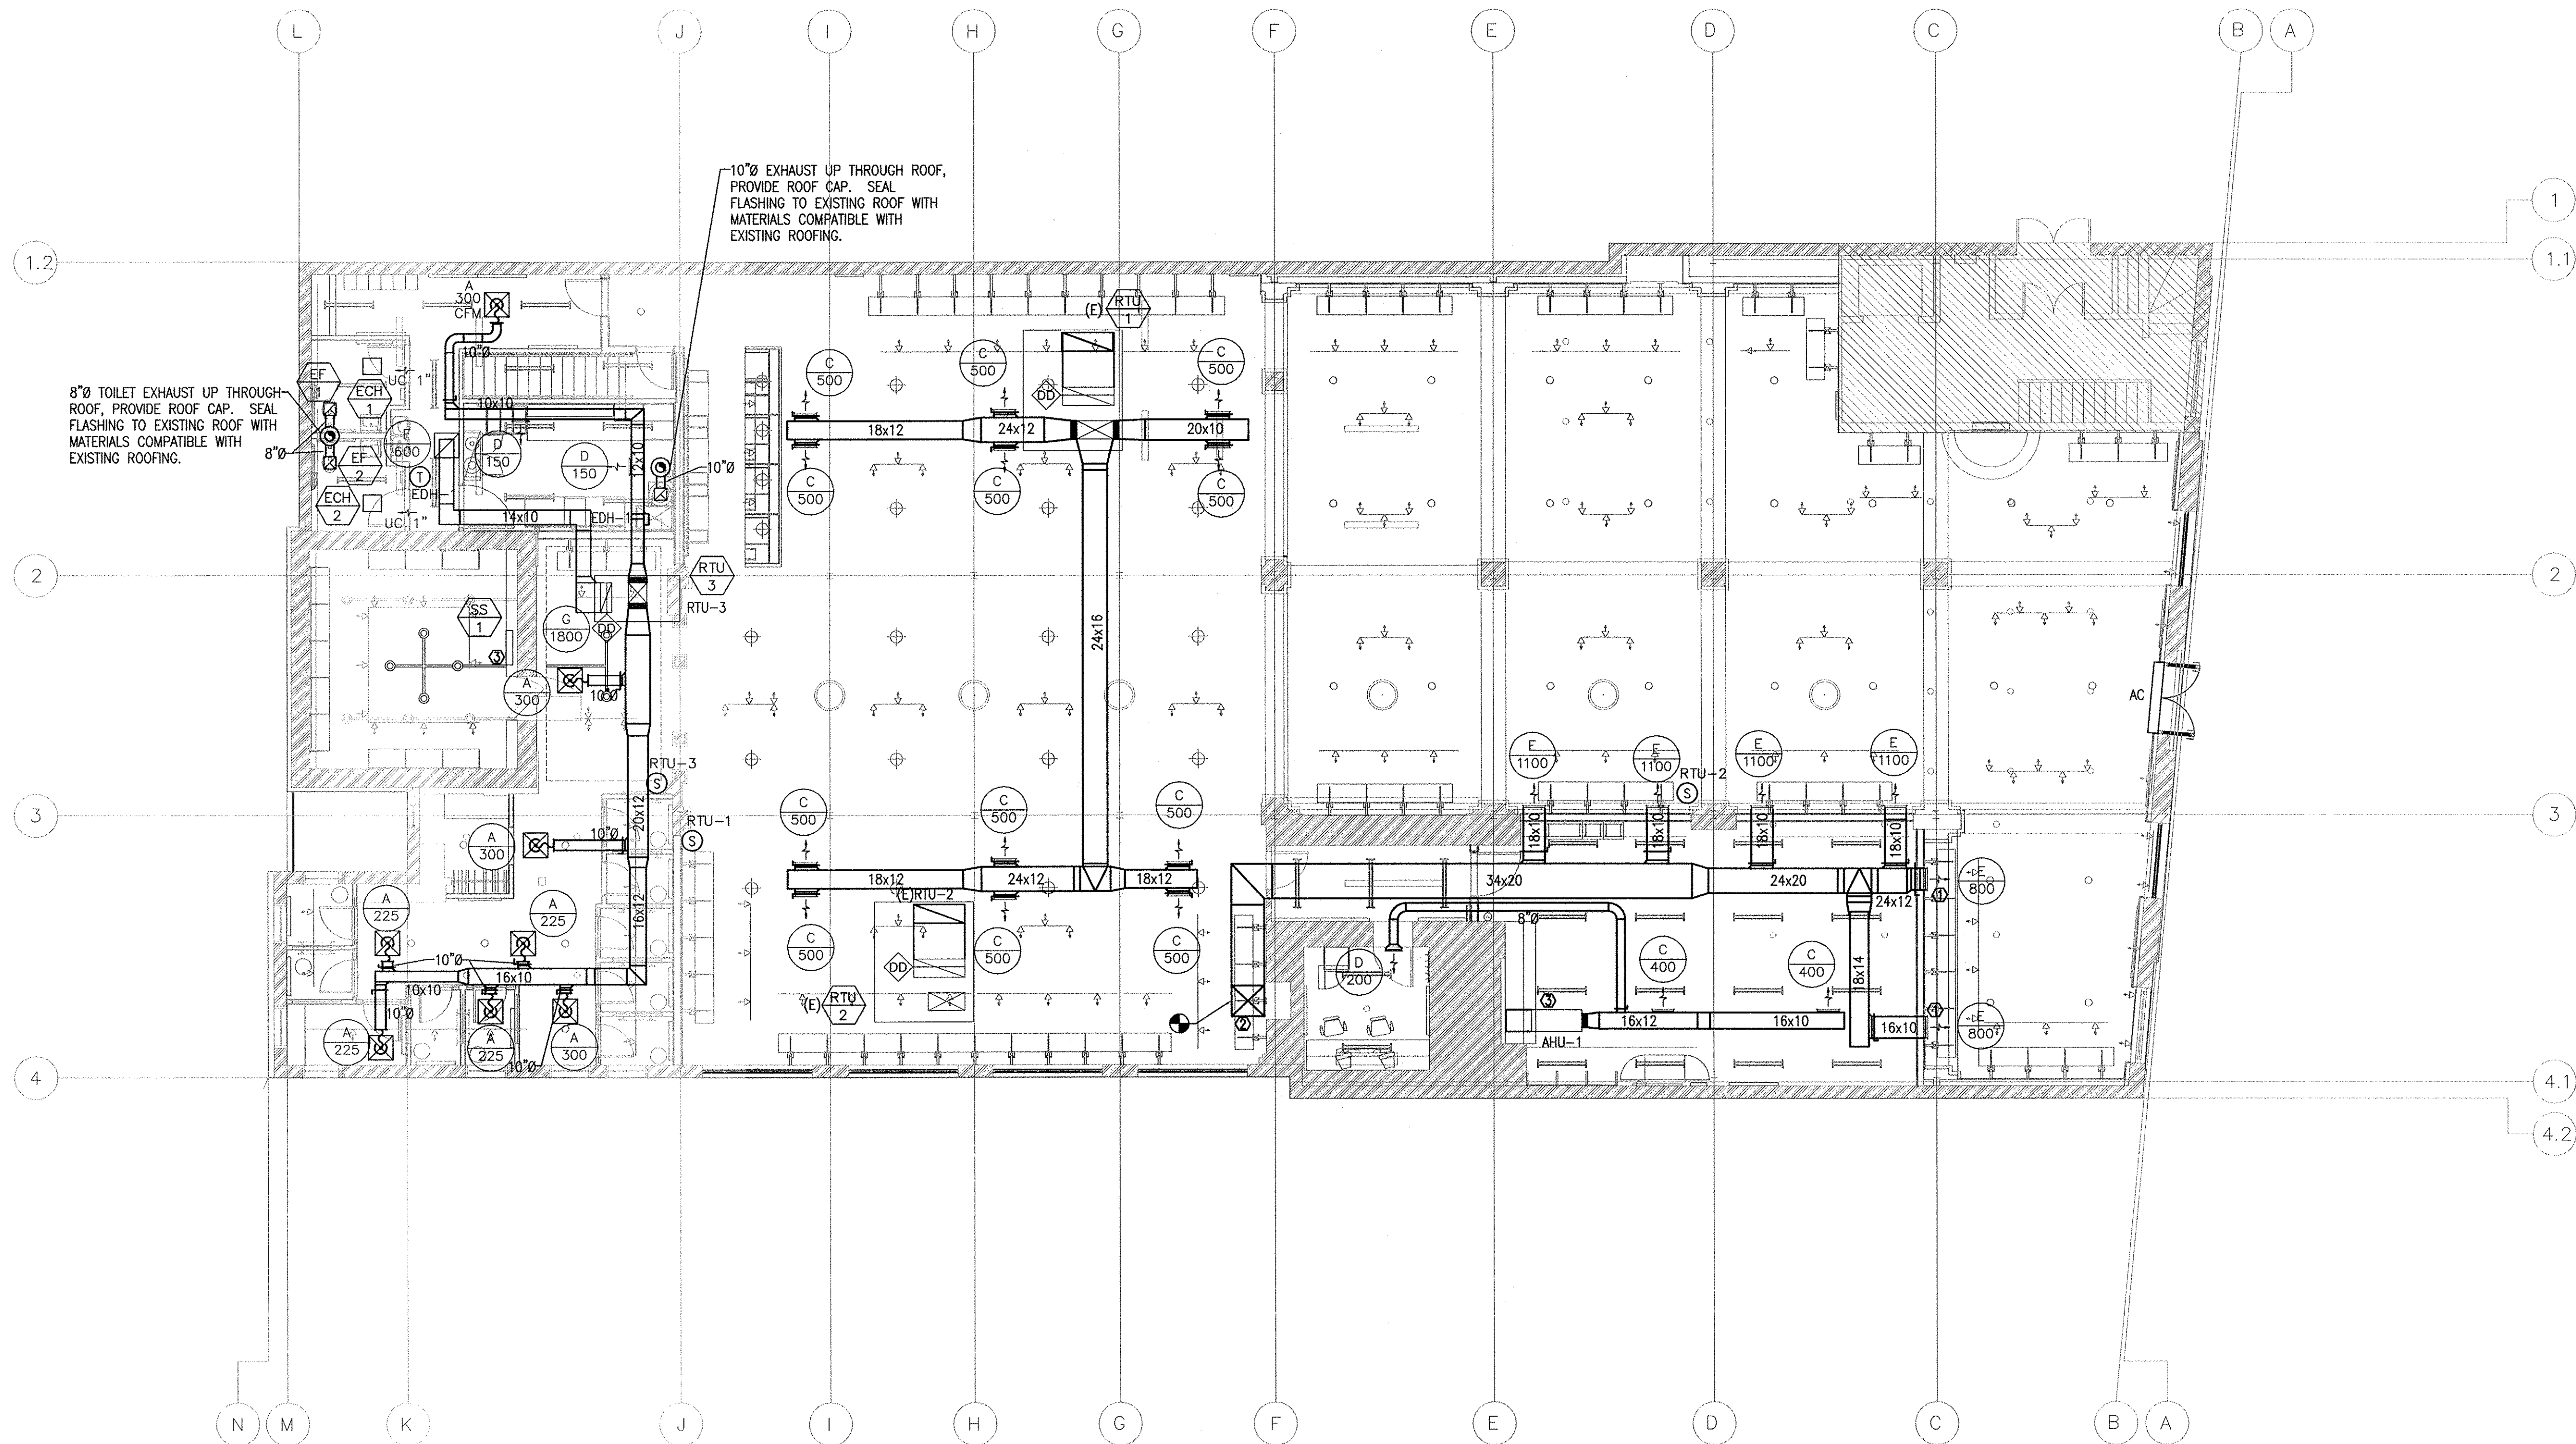 L
J
I
H
G
F
E
D
C
B
A
1
1.1
1.2
10"Ø EXHAUST UP THROUGH ROOF,
PROVIDE ROOF CAP. SEAL
FLASHING TO EXISTING ROOF WITH
MATERIALS COMPATIBLE WITH
EXISTING ROOFING.
A
300
CFM
10"Ø
(E)
RTU
1
C
500
C
500
C
500
DD
8"Ø TOILET EXHAUST UP THROUGH
ROOF, PROVIDE ROOF CAP. SEAL
FLASHING TO EXISTING ROOF WITH
MATERIALS COMPATIBLE WITH
EXISTING ROOFING.
EF
1
ECH
1
UC 1"
10x10
18x12
24x12
20x10
8"Ø
EF
2
600
D
150
D
150
12x10
10"Ø
T
EDH-1
ECH
2
UC 1"
14x10
EDH-1
C
500
C
500
C
500
2
RTU
3
RTU-3
2
SS
1
3
G
1800
DD
24x16
A
300
10"Ø
AC
RTU-3
S
E
1100
E
1100
RTU-2
S
E
1100
E
1100
3
20x12
RTU-1
S
C
500
C
500
C
500
18x10
18x10
18x10
18x10
3
A
300
10"Ø
18x12
24x12
18x12
(E)RTU-2
34x20
24x20
24x12
1
E
800
A
225
A
225
16x12
8"Ø
10"Ø
16x10
10x10
10"Ø
C
500
DD
C
500
C
500
D
200
C
400
C
400
18x14
(E)
RTU
2
2
3
16x12
16x10
16x10
1
E
800
A
225
A
225
A
300
10"Ø
AHU-1
4
4.1
4.2
N
M
K
J
I
H
G
F
E
D
C
B
A